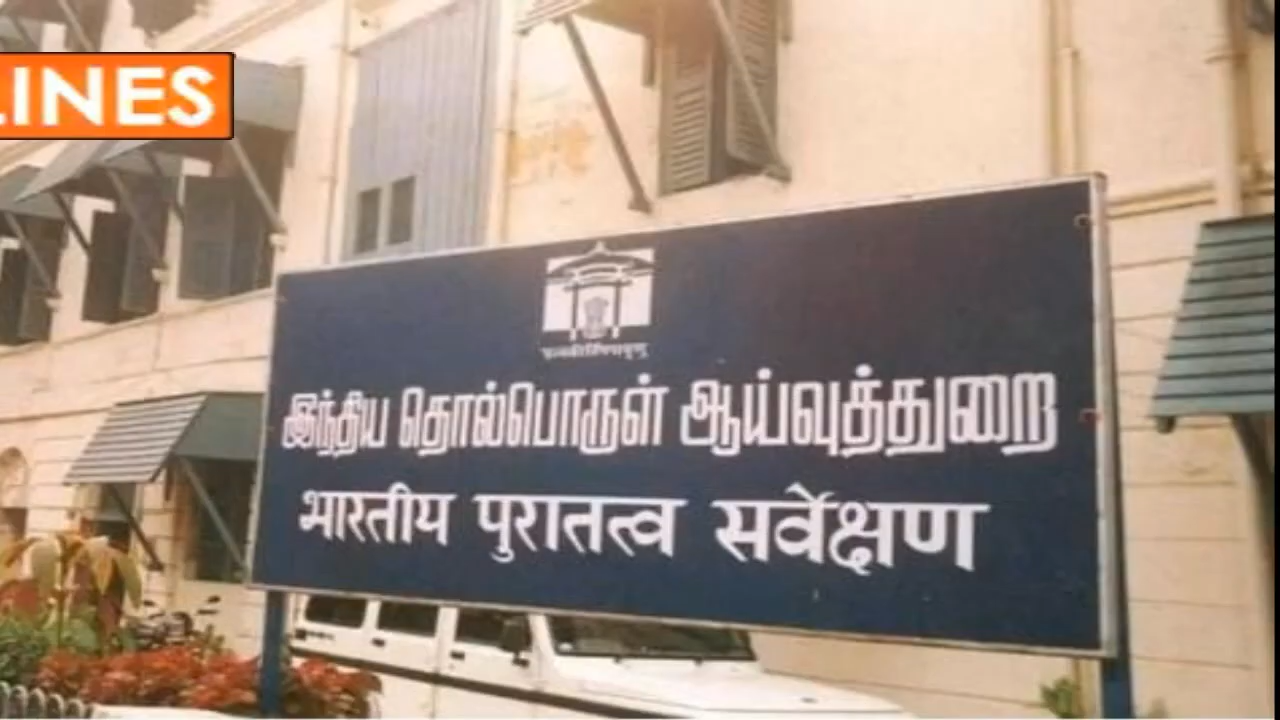 LINES
இந்திய தொல்பொருள் ஆய்வுத்துறை
भारतीय पुरातत्व सर्वेक्षण